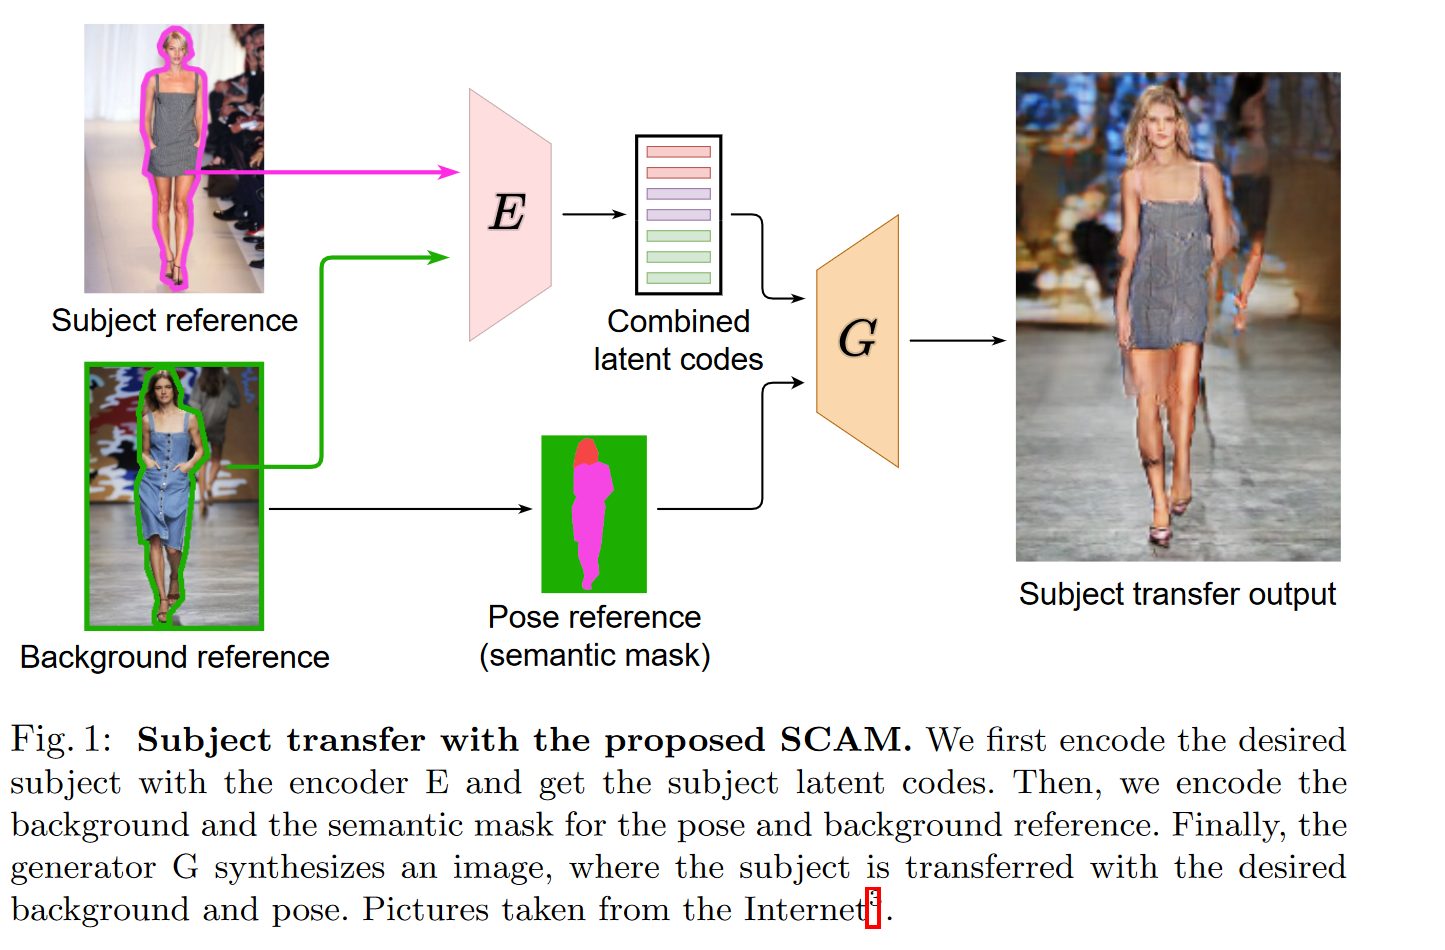 Subject reference
E
Combined
latent codes
G
Background reference
Pose reference
(semantic mask)
Subject transfer output
Fig. 1: Subject transfer with the proposed SCAM. We first encode the desired
subject with the encoder E and get the subject latent codes. Then, we encode the
background and the semantic mask for the pose and background reference. Finally, the
generator G synthesizes an image, where the subject is transferred with the desired
background and pose. Pictures taken from the Internet³.